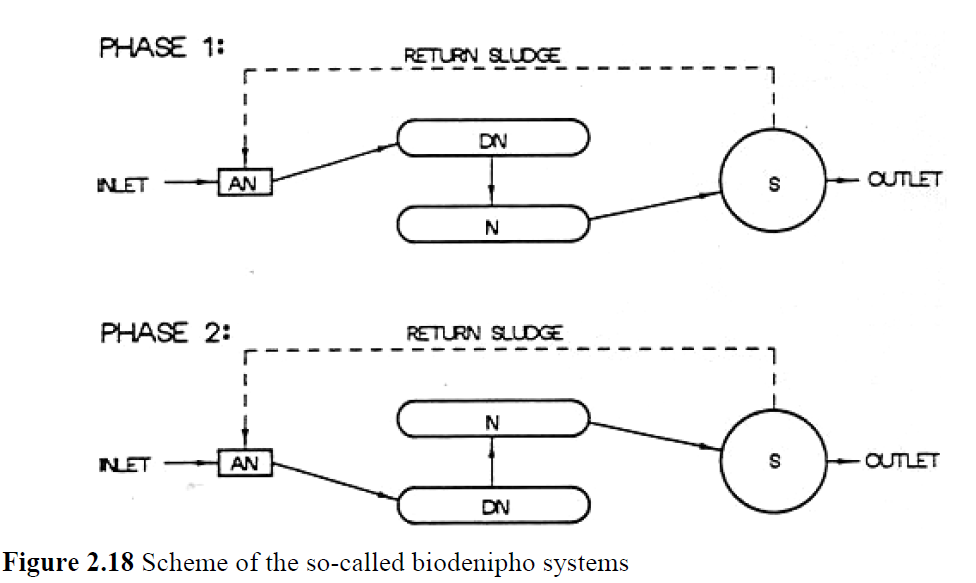 PHASE 1:
RETURN SLUDGE
DN
INLET
AN
S
OUTLET
N
PHASE 2:
RETURN SLUDGE
N
INLET
AN
S
OUTLET
DN
Figure 2.18 Scheme of the so-called biodenipho systems